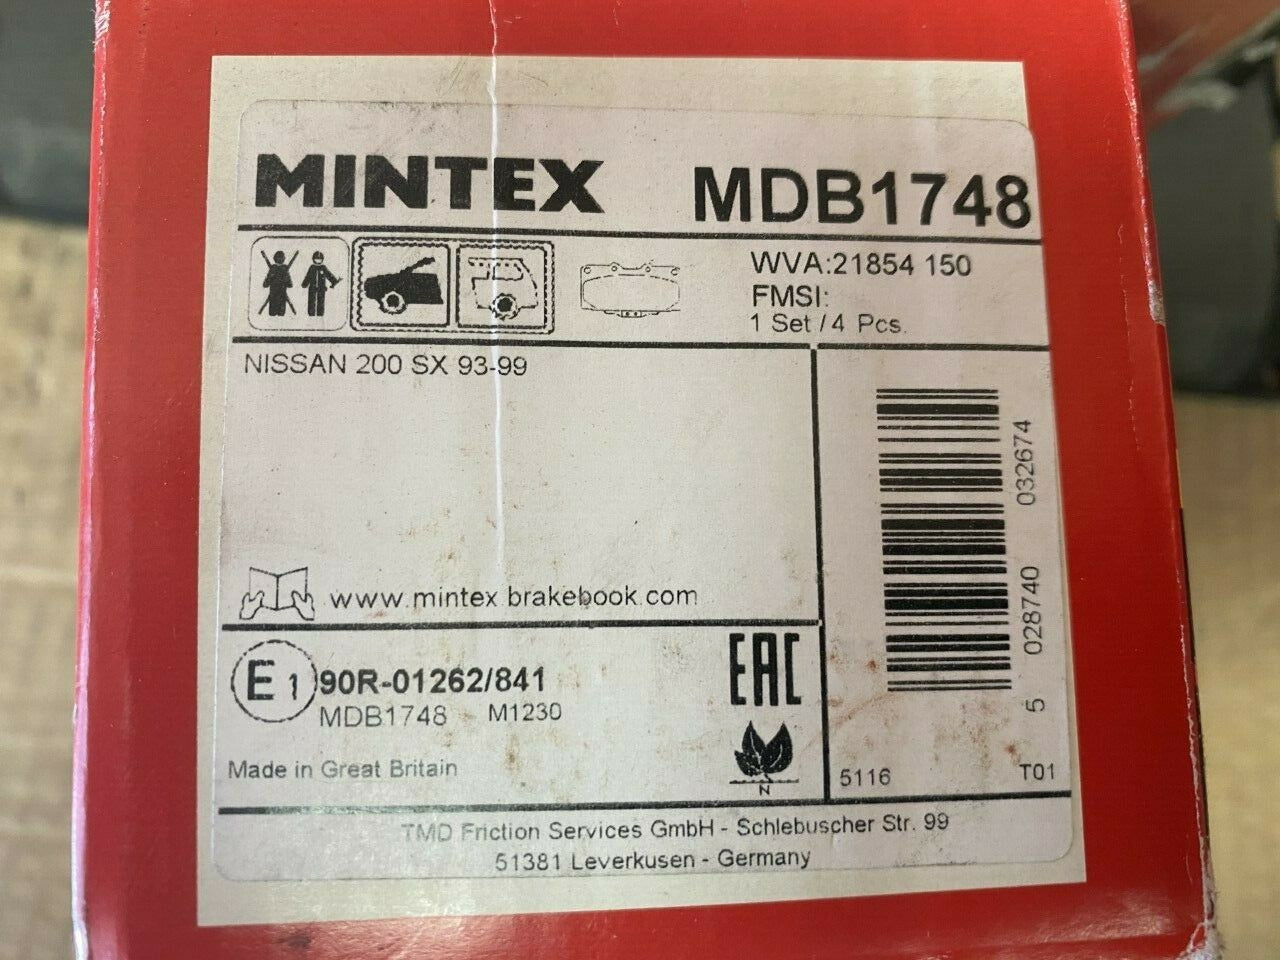 MINTEX MDB1748
WVA:21854 150
FMSI:
1 Set / 4 Pcs.
NISSAN 200 SX 93-99
www.mintex.brakebook.com
5 028740 032674
E1 90R-01262/841
MDB1748 M1230
EAC
Made in Great Britain
N
5116 T01
TMD Friction Services GmbH - Schlebuscher Str. 99
51381 Leverkusen - Germany